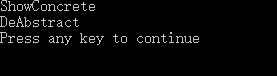 ShowConcrete
DeAbstract
Press any key to continue